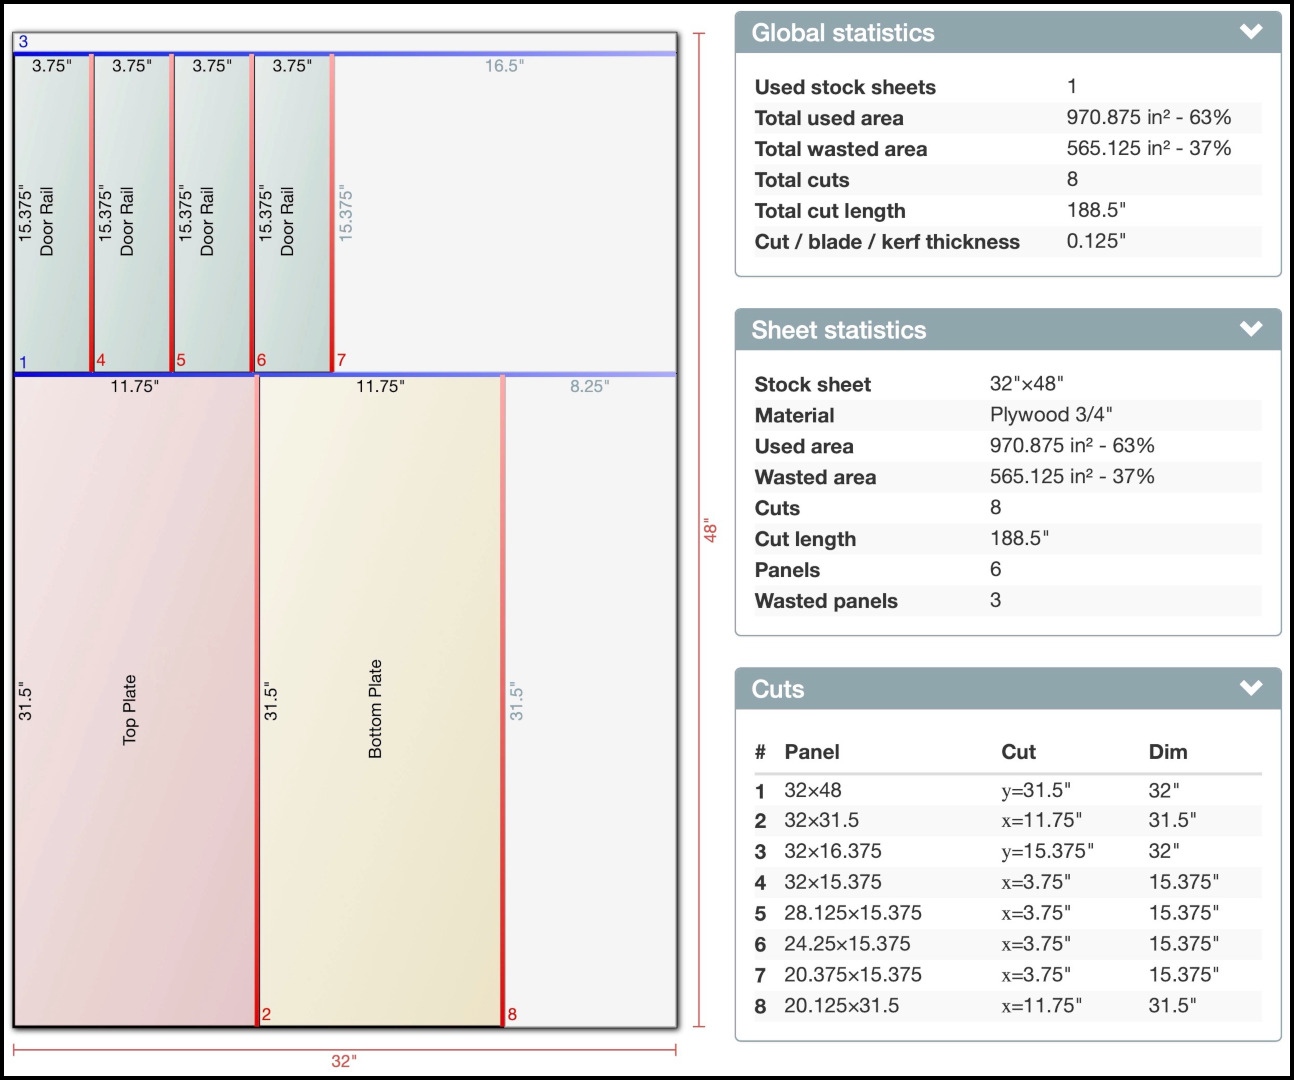 3
3.75" 3.75" 3.75" 3.75" 16.5"
15.375" Door Rail 15.375" Door Rail 15.375" Door Rail 15.375" Door Rail 15.375"
1 4 5 6 7
11.75" 11.75" 8.25"
31.5" Top Plate 31.5" Bottom Plate 31.5"
2 8
48"
32"
Global statistics
Used stock sheets 1
Total used area 970.875 in² - 63%
Total wasted area 565.125 in² - 37%
Total cuts 8
Total cut length 188.5"
Cut / blade / kerf thickness 0.125"
Sheet statistics
Stock sheet 32"×48"
Material Plywood 3/4"
Used area 970.875 in² - 63%
Wasted area 565.125 in² - 37%
Cuts 8
Cut length 188.5"
Panels 6
Wasted panels 3
Cuts
# Panel Cut Dim
1 32×48 y=31.5" 32"
2 32×31.5 x=11.75" 31.5"
3 32×16.375 y=15.375" 32"
4 32×15.375 x=3.75" 15.375"
5 28.125×15.375 x=3.75" 15.375"
6 24.25×15.375 x=3.75" 15.375"
7 20.375×15.375 x=3.75" 15.375"
8 20.125×31.5 x=11.75" 31.5"